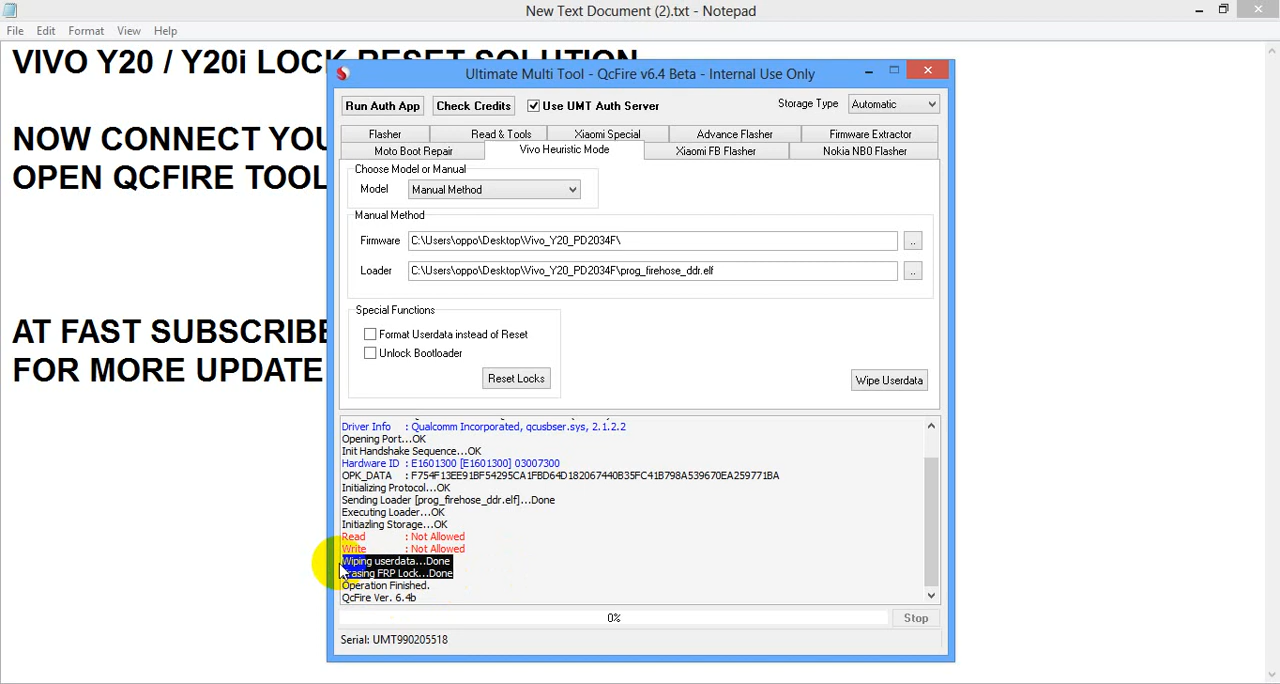 New Text Document (2).txt - Notepad
File Edit Format View Help
VIVO Y20 / Y20i LOCK RESET SOLUTION
NOW CONNECT YOU
OPEN QCFIRE TOOL
AT FAST SUBSCRIBE
FOR MORE UPDATE
Ultimate Multi Tool - QcFire v6.4 Beta - Internal Use Only
Run Auth App Check Credits Use UMT Auth Server Storage Type Automatic
Flasher Read & Tools Xiaomi Special Advance Flasher Firmware Extractor
Moto Boot Repair Vivo Heuristic Mode Xiaomi FB Flasher Nokia NB0 Flasher
Choose Model or Manual
Model Manual Method
Manual Method
Firmware C:\Users\oppo\Desktop\Vivo_Y20_PD2034F\ ..
Loader C:\Users\oppo\Desktop\Vivo_Y20_PD2034F\prog_firehose_ddr.elf ..
Special Functions
Format Userdata instead of Reset
Unlock Bootloader
Reset Locks Wipe Userdata
Driver Info : Qualcomm Incorporated, qcusbser.sys, 2.1.2.2
Opening Port...OK
Init Handshake Sequence...OK
Hardware ID : E1601300 [E1601300] 03007300
OPK_DATA : F754F13EE91BF54295CA1FBD64D182067440B35FC41B798A539670EA259771BA
Initializing Protocol...OK
Sending Loader [prog_firehose_ddr.elf]...Done
Executing Loader...OK
Initiazling Storage...OK
Read : Not Allowed
Write : Not Allowed
Wiping userdata...Done
Erasing FRP Lock...Done
Operation Finished.
QcFire Ver. 6.4b
0% Stop
Serial: UMT990205518